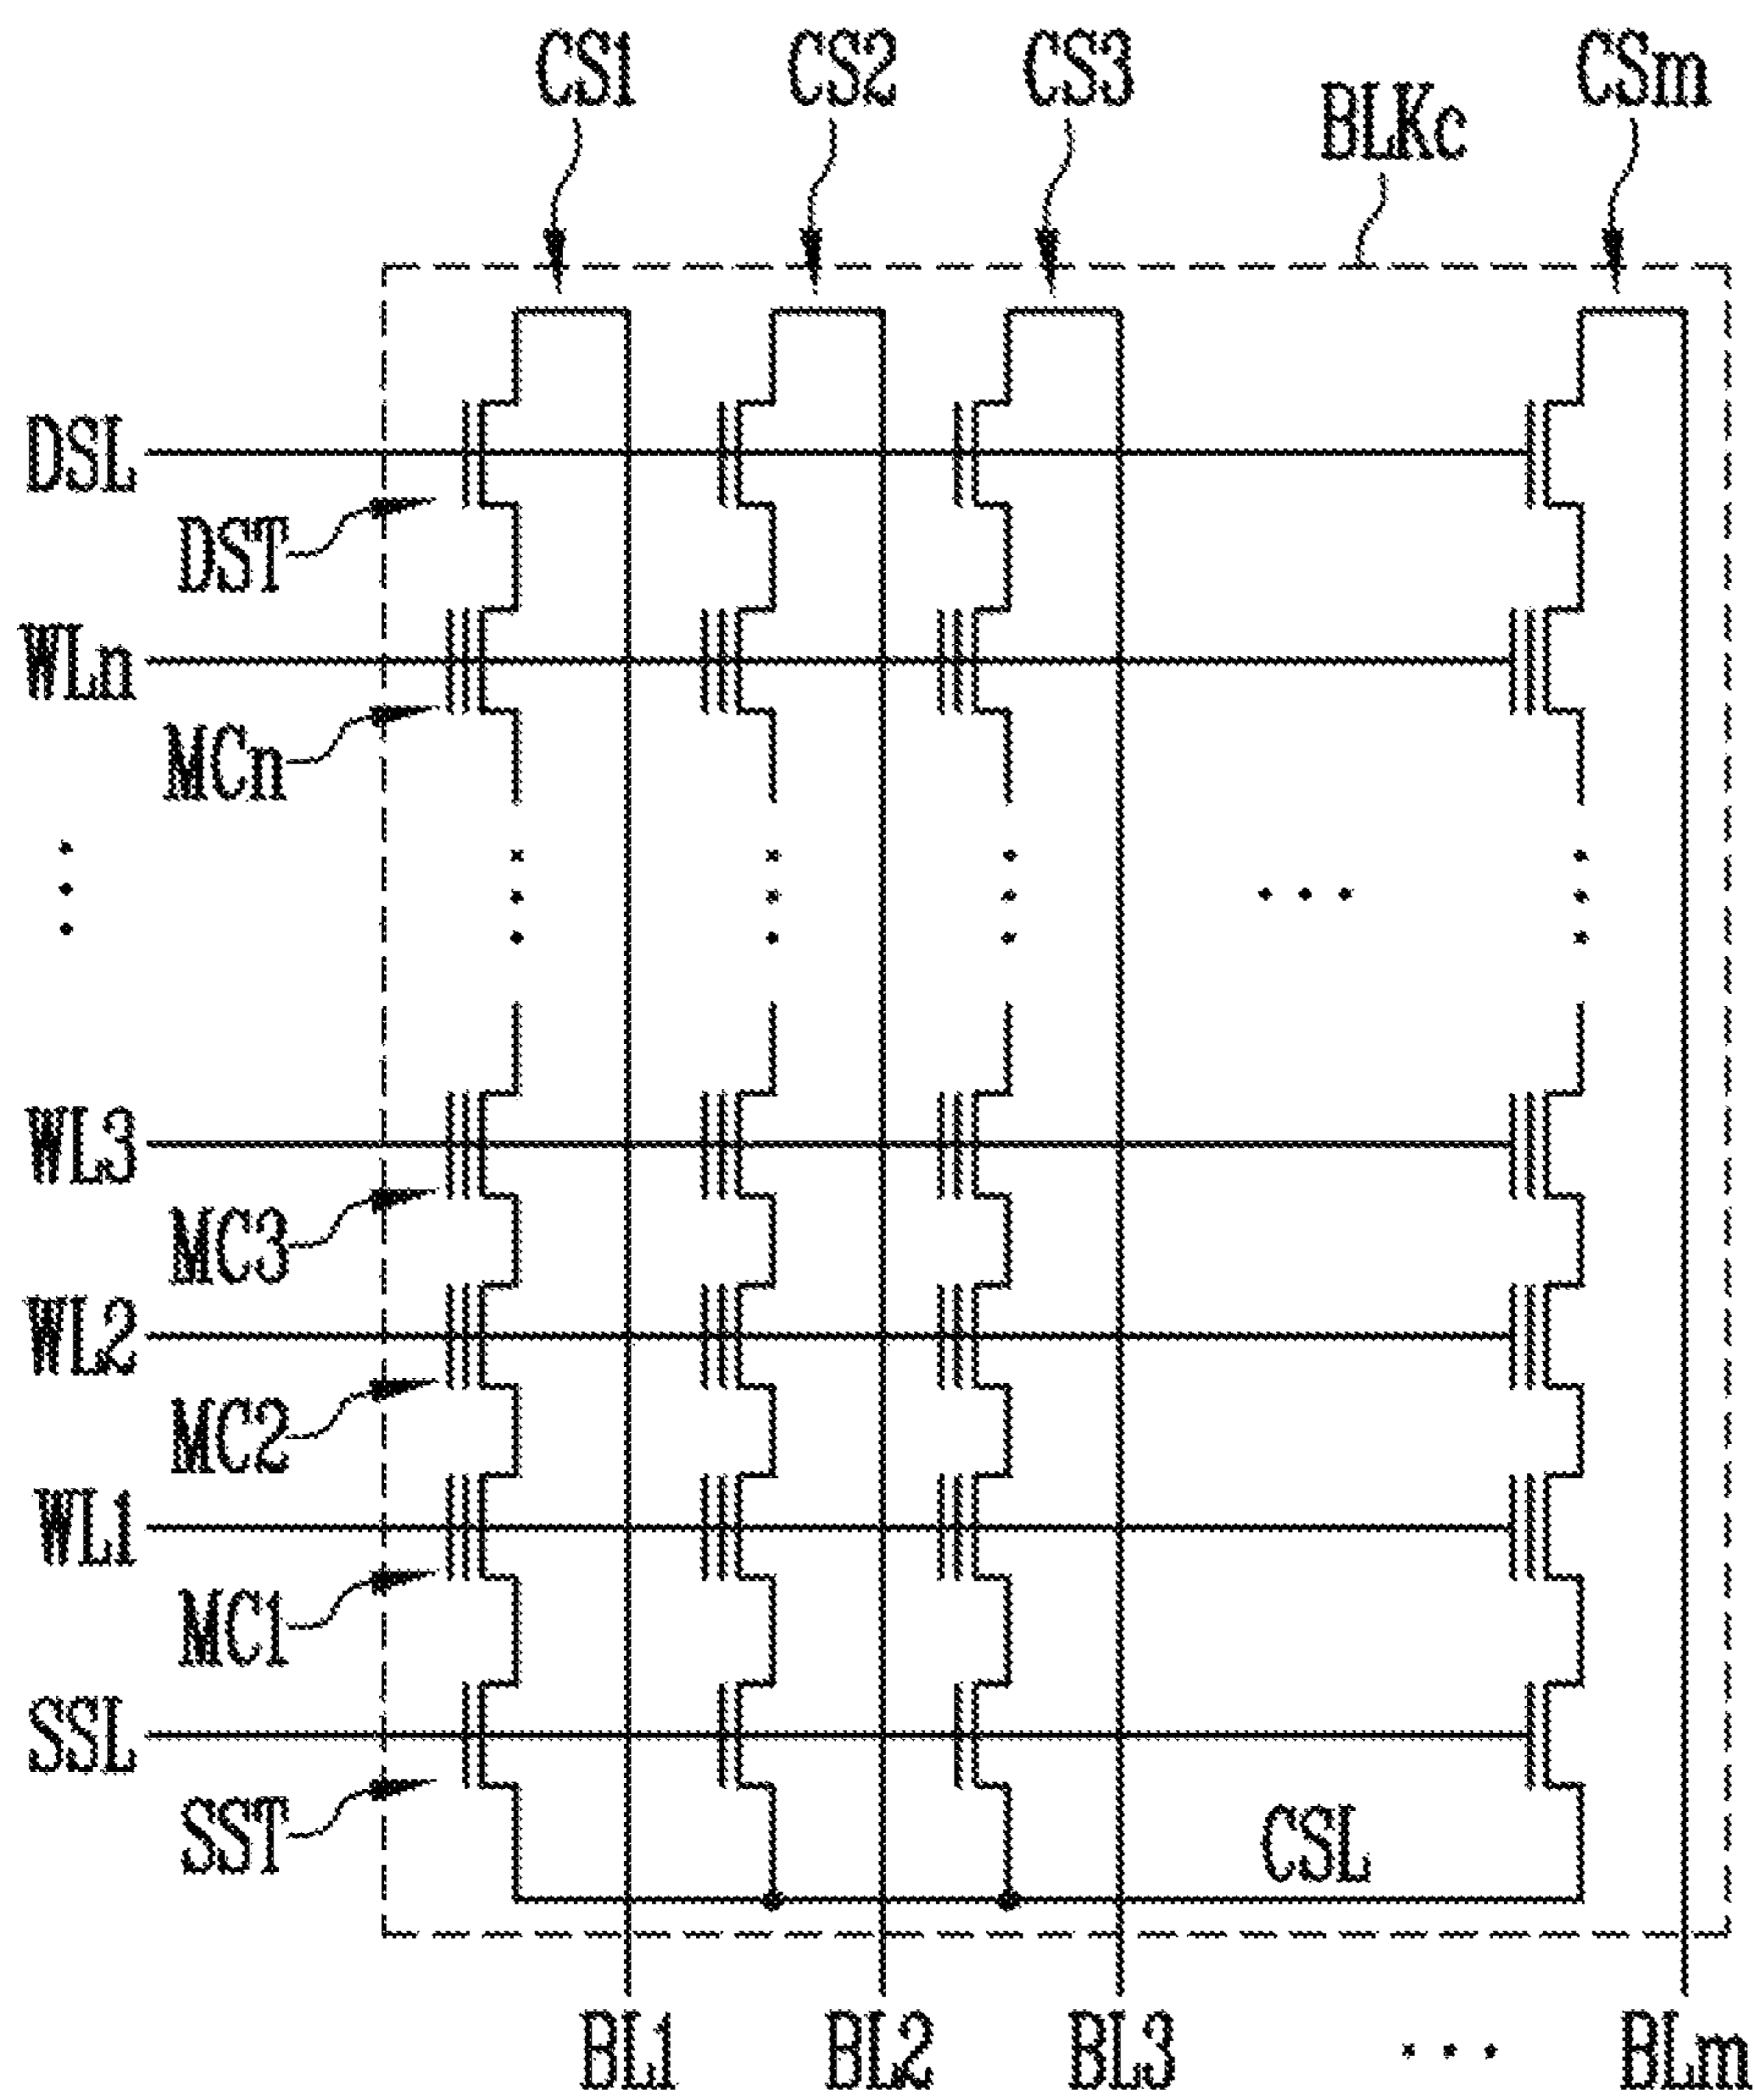 CS1 CS2 CS3 CSm
BLKc
DSL
DST
WLn
MCn
WL3
MC3
WL2
MC2
WL1
MC1
SSL
SST
CSL
BL1 BL2 BL3 ... BLm